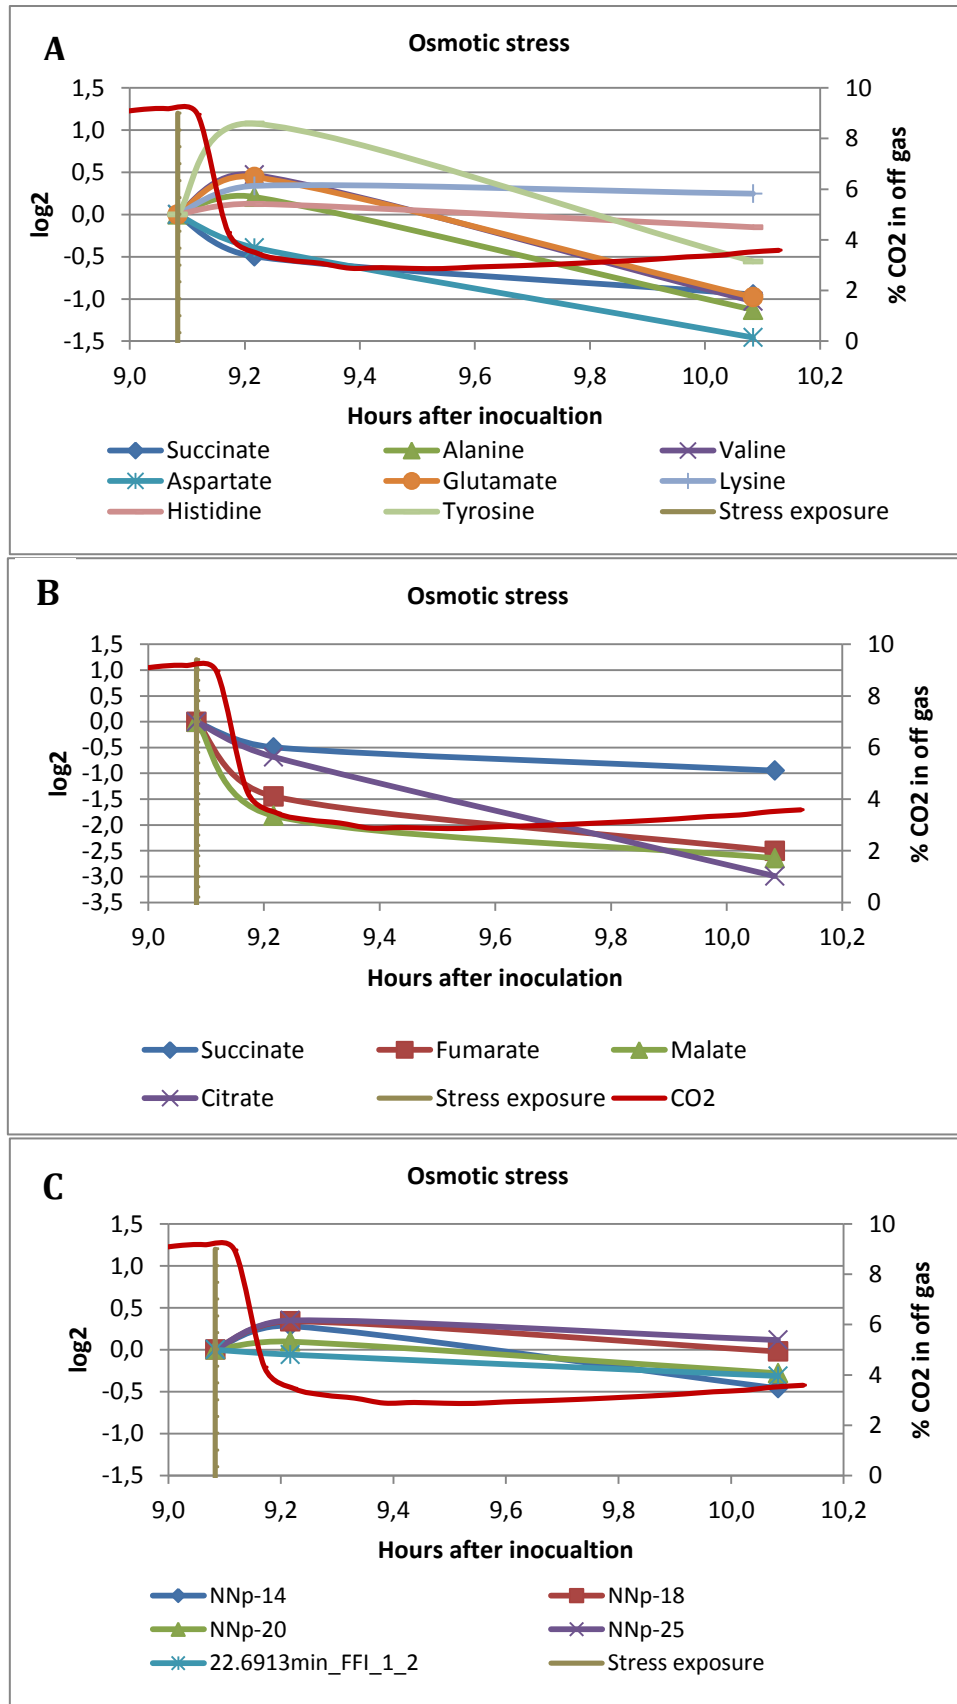 A
Osmotic stress
1,5
1,0
0,5
0,0
-0,5
-1,0
-1,5
log2
10
8
6
4
2
0
% CO2 in off gas
9,0 9,2 9,4 9,6 9,8 10,0 10,2
Hours after inocualtion
Succinate Alanine Valine
Aspartate Glutamate Lysine
Histidine Tyrosine Stress exposure
B
Osmotic stress
1,5
1,0
0,5
0,0
-0,5
-1,0
-1,5
-2,0
-2,5
-3,0
-3,5
log2
10
8
6
4
2
0
% CO2 in off gas
9,0 9,2 9,4 9,6 9,8 10,0 10,2
Hours after inoculation
Succinate Fumarate Malate
Citrate Stress exposure CO2
C
Osmotic stress
1,5
1,0
0,5
0,0
-0,5
-1,0
-1,5
log2
10
8
6
4
2
0
% CO2 in off gas
9,0 9,2 9,4 9,6 9,8 10,0 10,2
Hours after inocualtion
NNp-14 NNp-18
NNp-20 NNp-25
22.6913min_FFI_1_2 Stress exposure